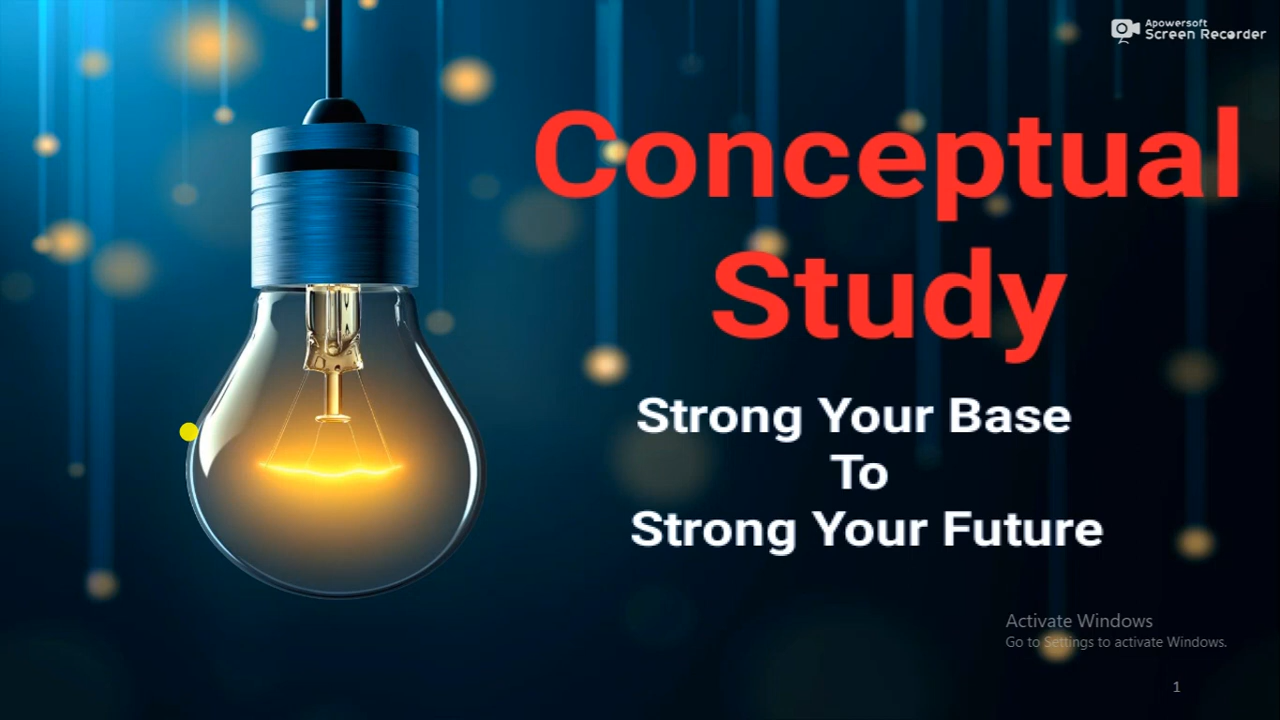 Apowersoft
Screen Recorder
Conceptual
Study
Strong Your Base
To
Strong Your Future
Activate Windows
Go to Settings to activate Windows.
1